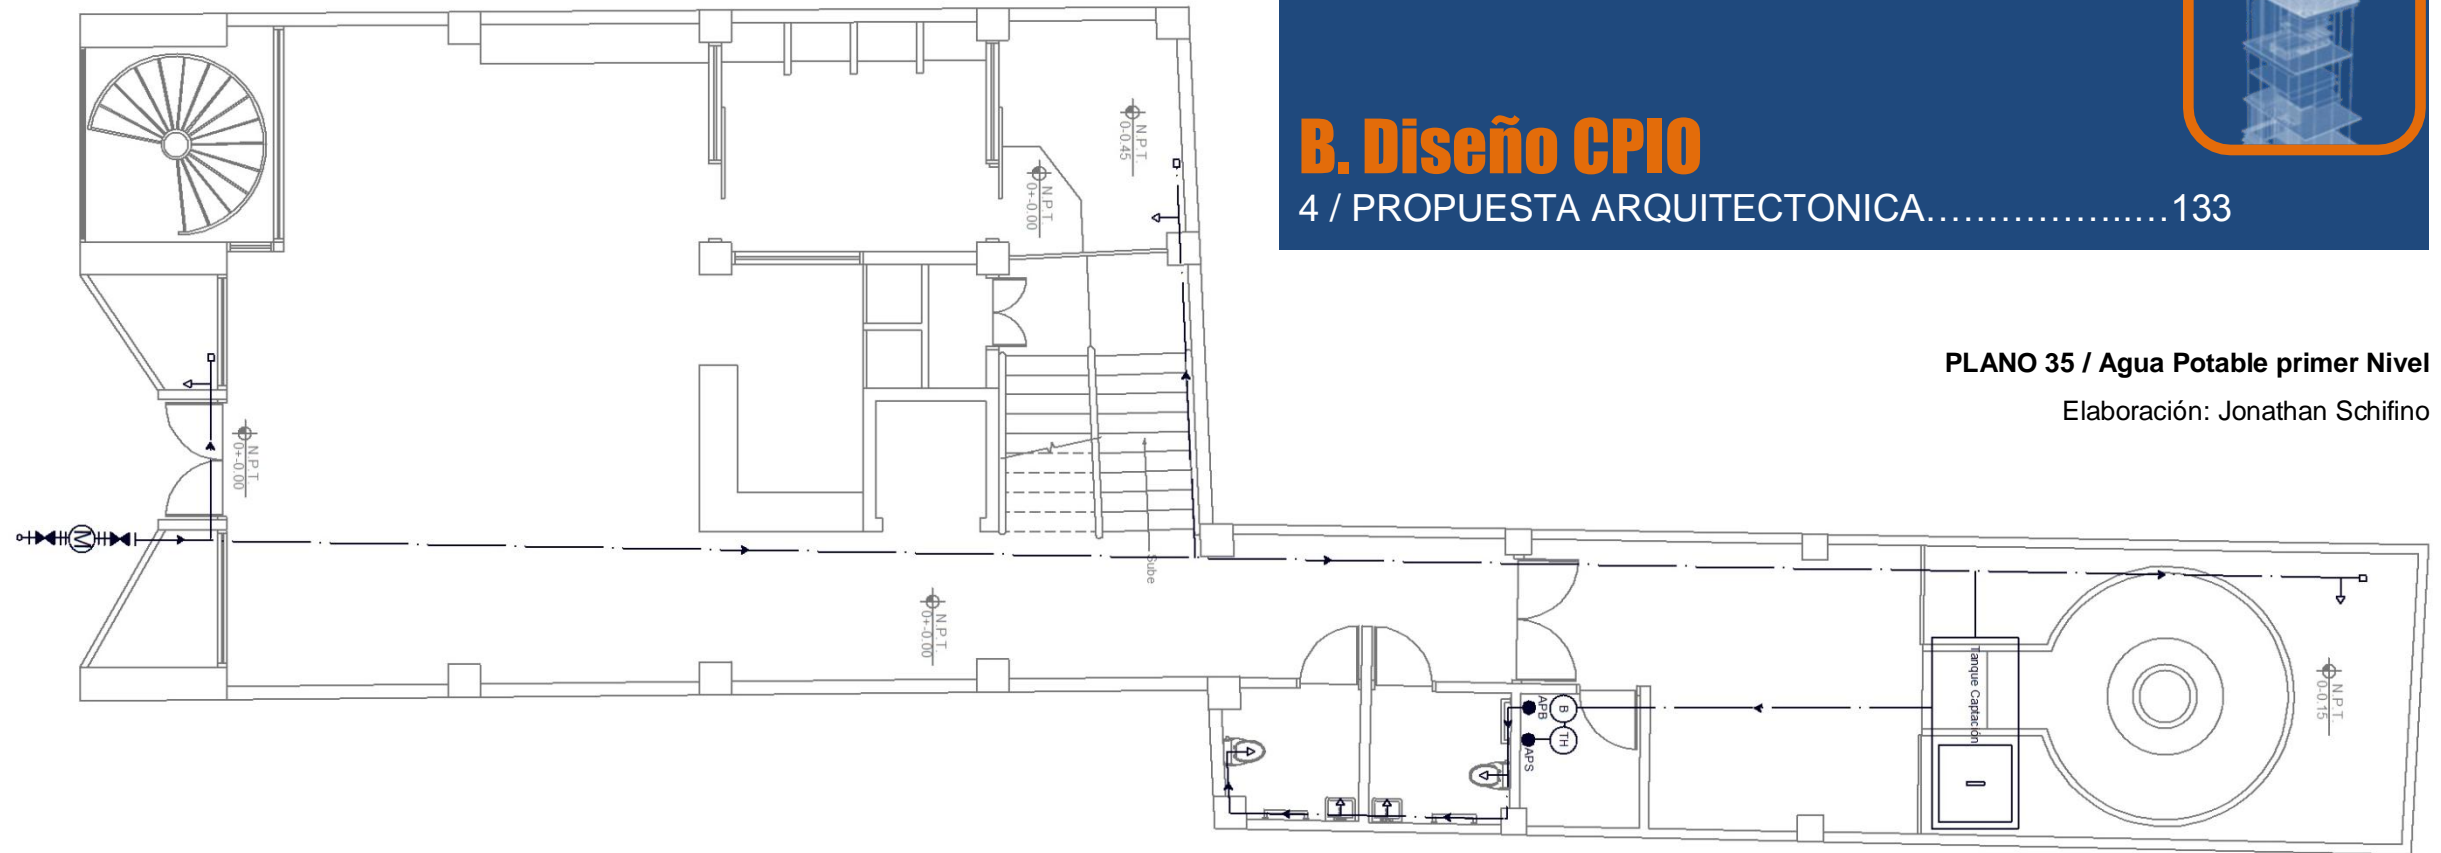 B. Diseño CPIO
4 / PROPUESTA ARQUITECTONICA……………..…133
PLANO 35 / Agua Potable primer Nivel
Elaboración: Jonathan Schifino
N.P.T.
0-0.45
N.P.T.
0+-0.00
N.P.T.
0+-0.00
M
Sube
N.P.T.
0+-0.00
Tanque Captación
N.P.T.
0-0.15
APB
B
TH
APS